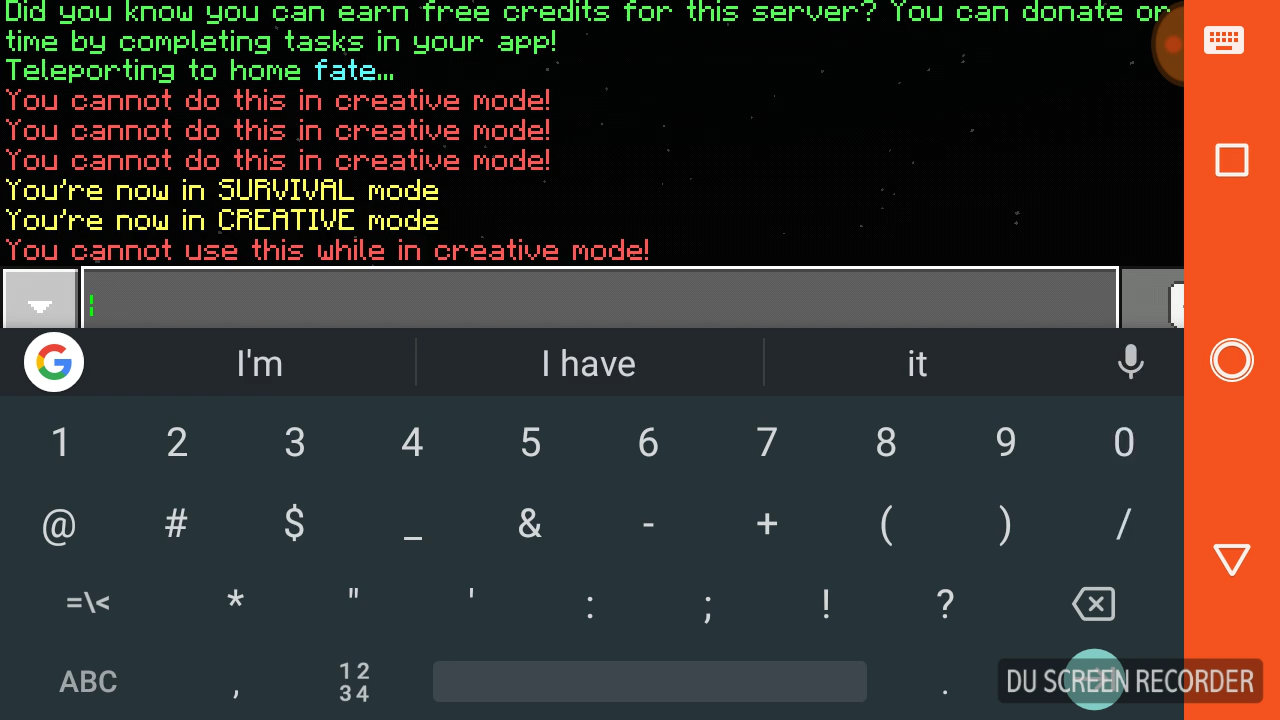 Did you know you can earn free credits for this server? You can donate or
time by completing tasks in your app!
Teleporting to home fate...
You cannot do this in creative mode!
You cannot do this in creative mode!
You cannot do this in creative mode!
You're now in SURVIVAL mode
You're now in CREATIVE mode
You cannot use this while in creative mode!
G I'm I have it
1 2 3 4 5 6 7 8 9 0
@ # $ _ & - + ( ) /
=\< * " ' : ; ! ?
ABC , 12 34 .
DU SCREEN RECORDER